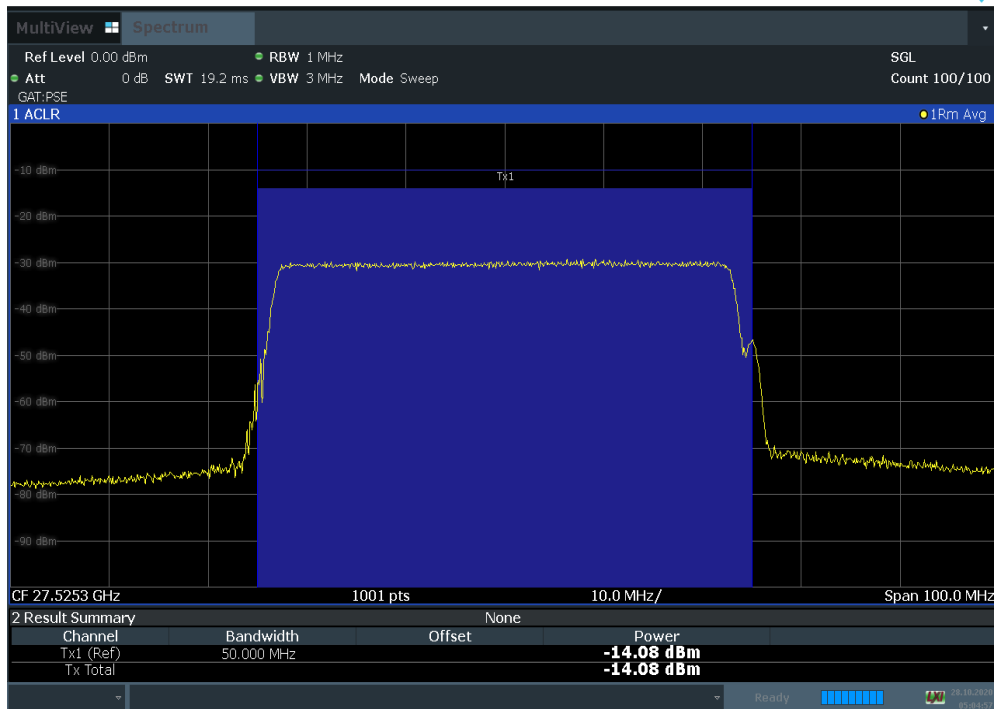 MultiView Spectrum
Ref Level 0.00 dBm RBW 1 MHz SGL
Att 0 dB SWT 19.2 ms VBW 3 MHz Mode Sweep Count 100/100
GAT:PSE
1 ACLR 1Rm Avg
-10 dBm
Tx1
-20 dBm
-30 dBm
-40 dBm
-50 dBm
-60 dBm
-70 dBm
-80 dBm
-90 dBm
CF 27.5253 GHz 1001 pts 10.0 MHz/ Span 100.0 MHz
2 Result Summary None
Channel Bandwidth Offset Power
Tx1 (Ref) 50.000 MHz -14.08 dBm
Tx Total -14.08 dBm
Ready 28.10.2020
05:04:57